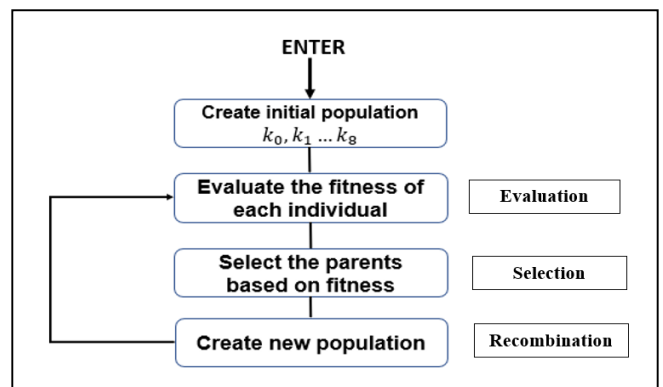 ENTER
Create initial population
k₀, k₁ ... k₈
Evaluate the fitness of
each individual
Evaluation
Select the parents
based on fitness
Selection
Create new population
Recombination